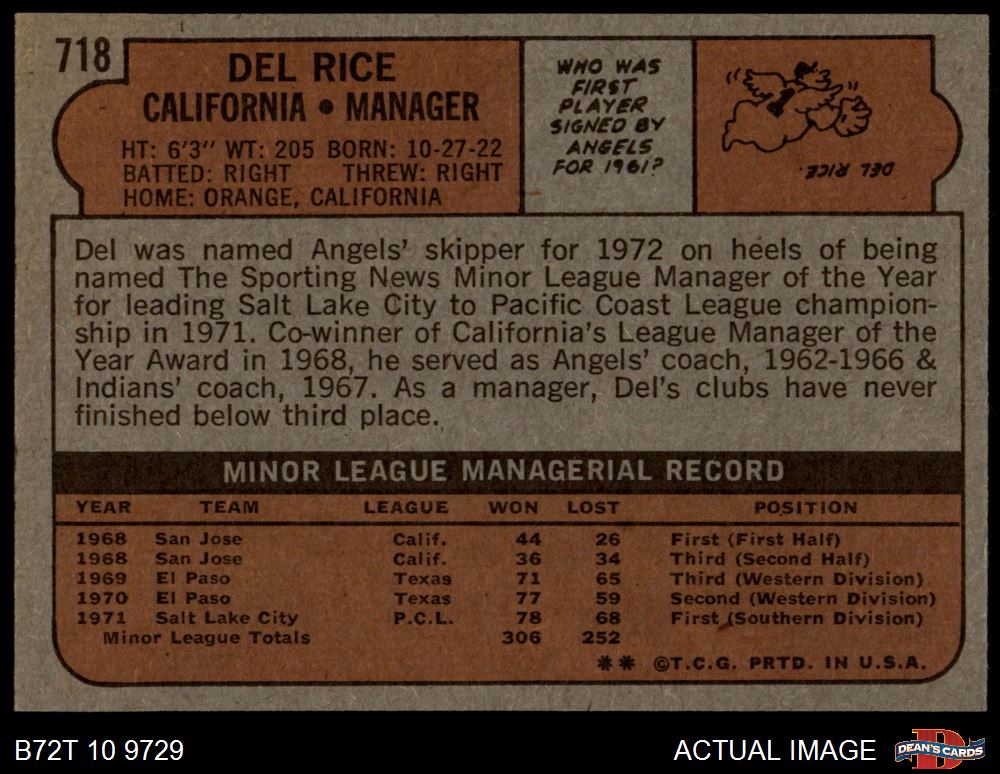 718
DEL RICE
CALIFORNIA • MANAGER
HT: 6'3" WT: 205 BORN: 10-27-22
BATTED: RIGHT THREW: RIGHT
HOME: ORANGE, CALIFORNIA
WHO WAS
FIRST
PLAYER
SIGNED BY
ANGELS
FOR 1961?
DEL RICE.
Del was named Angels' skipper for 1972 on heels of being
named The Sporting News Minor League Manager of the Year
for leading Salt Lake City to Pacific Coast League champion-
ship in 1971. Co-winner of California's League Manager of the
Year Award in 1968, he served as Angels' coach, 1962-1966 &
Indians' coach, 1967. As a manager, Del's clubs have never
finished below third place.
MINOR LEAGUE MANAGERIAL RECORD
YEAR TEAM LEAGUE WON LOST POSITION
1968 San Jose Calif. 44 26 First (First Half)
1968 San Jose Calif. 36 34 Third (Second Half)
1969 El Paso Texas 71 65 Third (Western Division)
1970 El Paso Texas 77 59 Second (Western Division)
1971 Salt Lake City P.C.L. 78 68 First (Southern Division)
Minor League Totals 306 252
** ©T.C.G. PRTD. IN U.S.A.
B72T 10 9729
ACTUAL IMAGE
D
DEAN'S CARDS